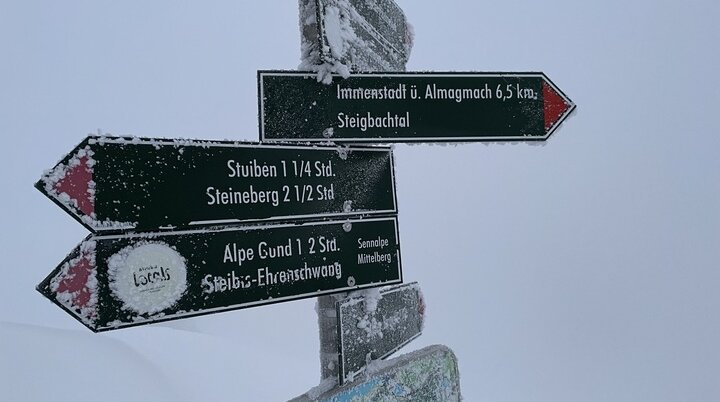 Immenstadt ü. Almagmach 6,5 km
Steigbachtal
Stuiben 1 1/4 Std.
Steineberg 2 1/2 Std
Alpe Gund 1 2 Std.
Steibis-Ehrenschwang
Sennalpe
Mittelberg
Locals